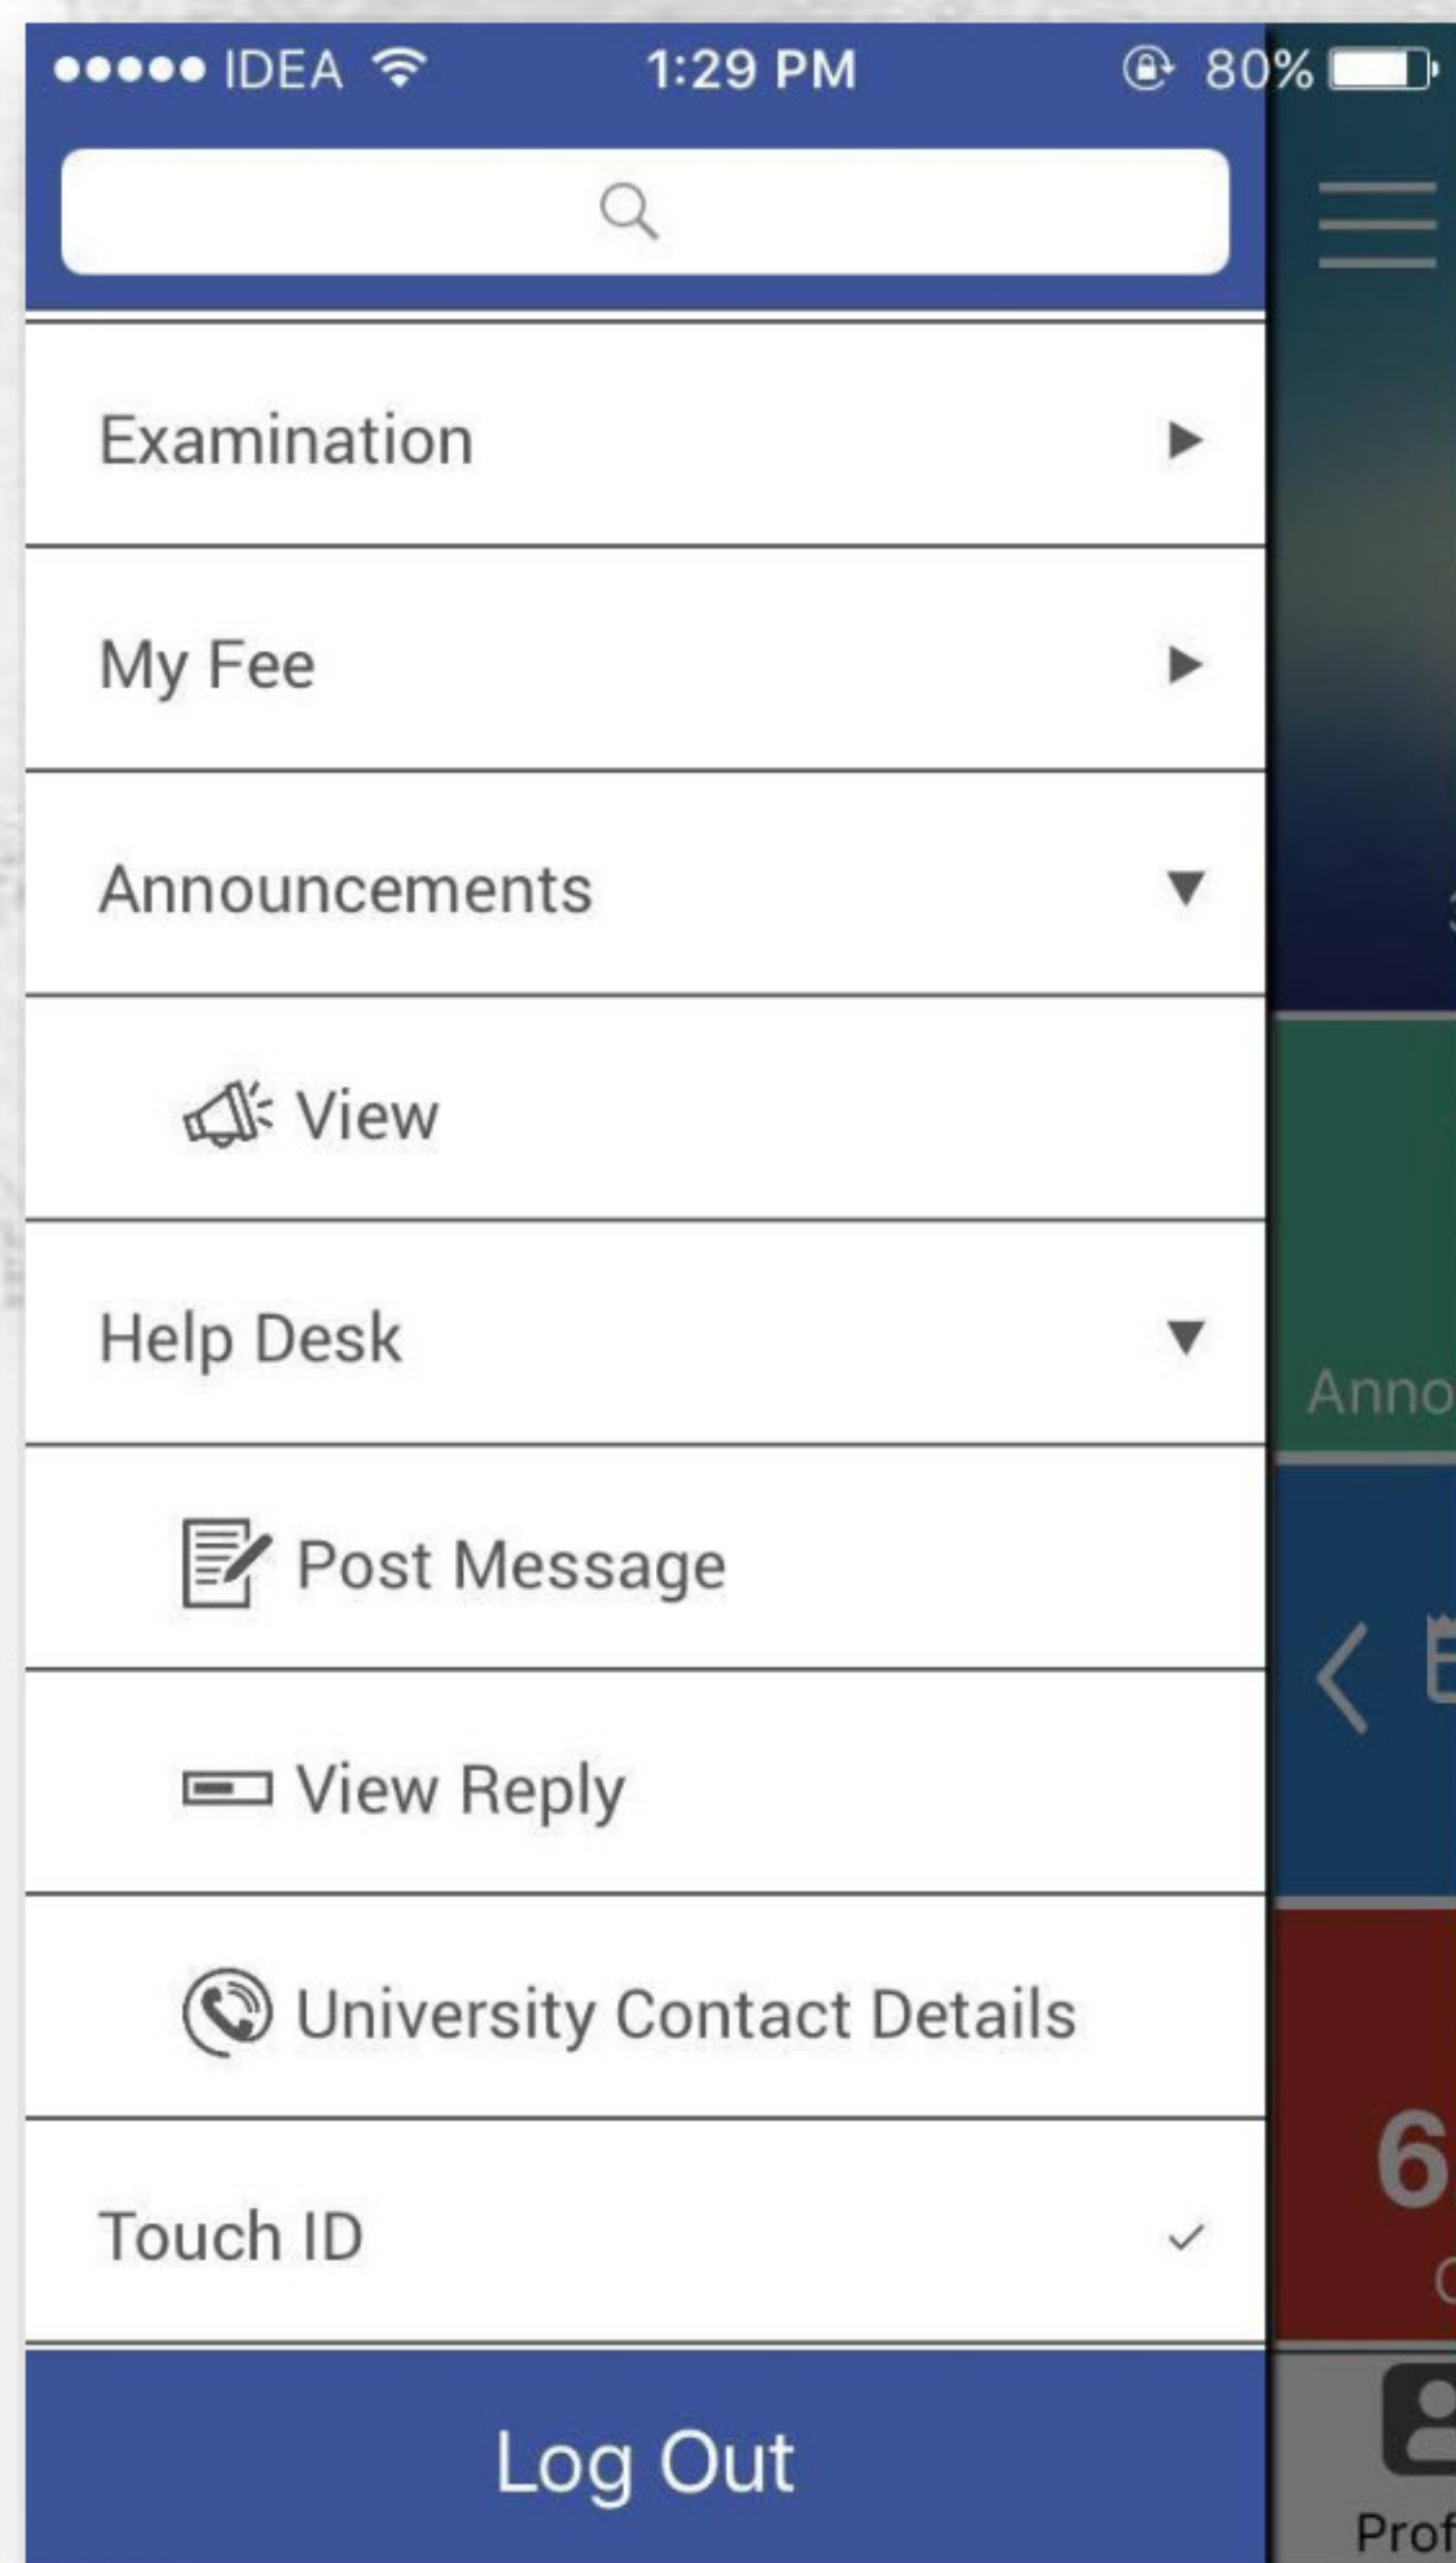 IDEA 1:29 PM 80%
Examination
My Fee
Announcements
View
Help Desk
Anno
Post Message
View Reply
University Contact Details
6
Touch ID
Log Out
Prof